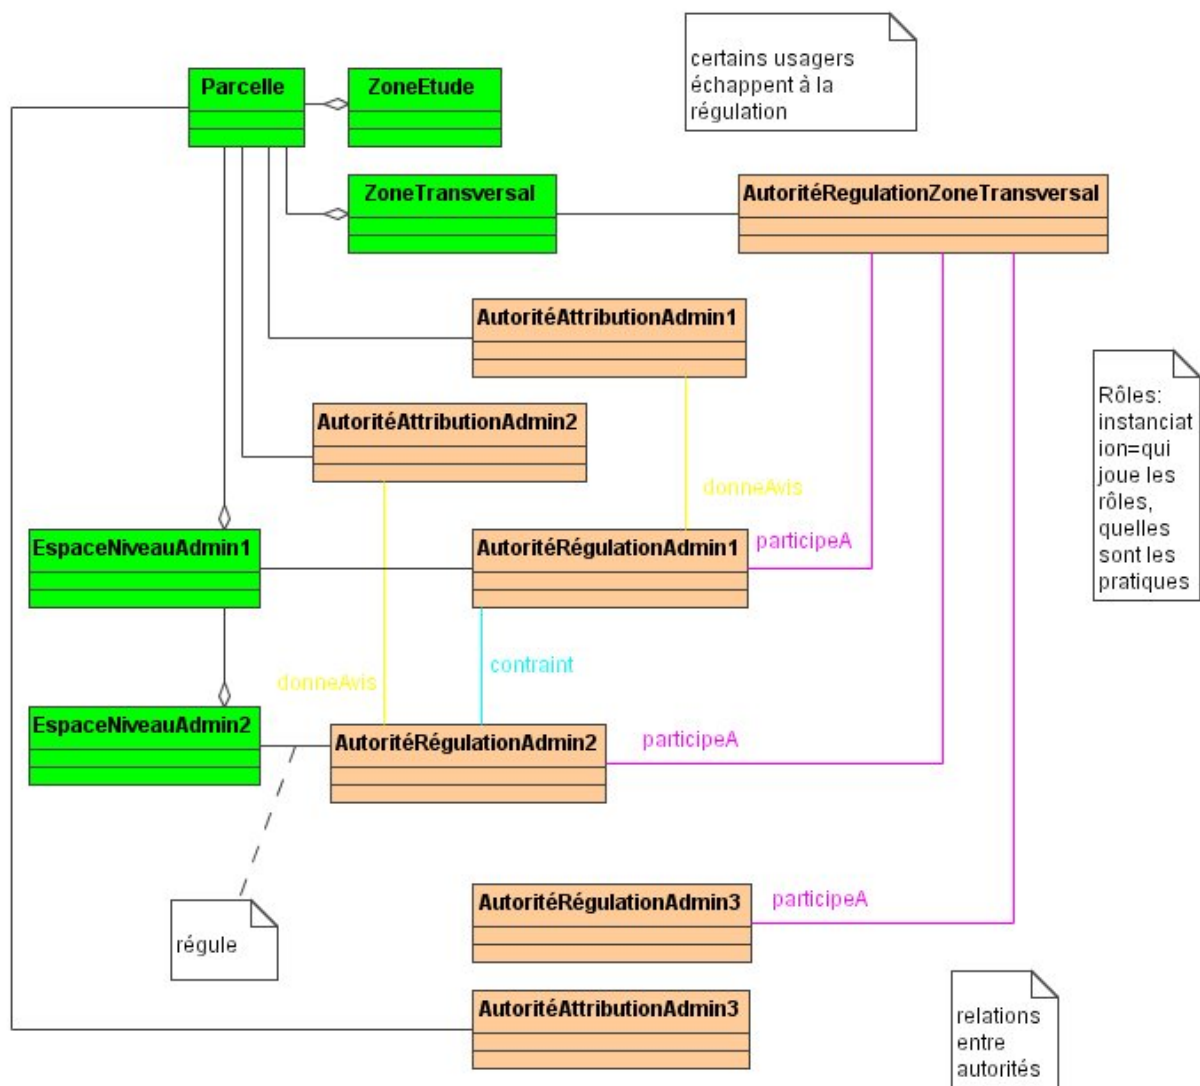 certains usagers
échappent à la
régulation
Parcelle
ZoneEtude
ZoneTransversal
AutoritéRegulationZoneTransversal
AutoritéAttributionAdmin1
Rôles:
instanciat
ion=qui
joue les
rôles,
quelles
sont les
pratiques
AutoritéAttributionAdmin2
donneAvis
EspaceNiveauAdmin1
AutoritéRégulationAdmin1
participeA
contraint
donneAvis
EspaceNiveauAdmin2
AutoritéRégulationAdmin2
participeA
AutoritéRégulationAdmin3
participeA
régule
AutoritéAttributionAdmin3
relations
entre
autorités